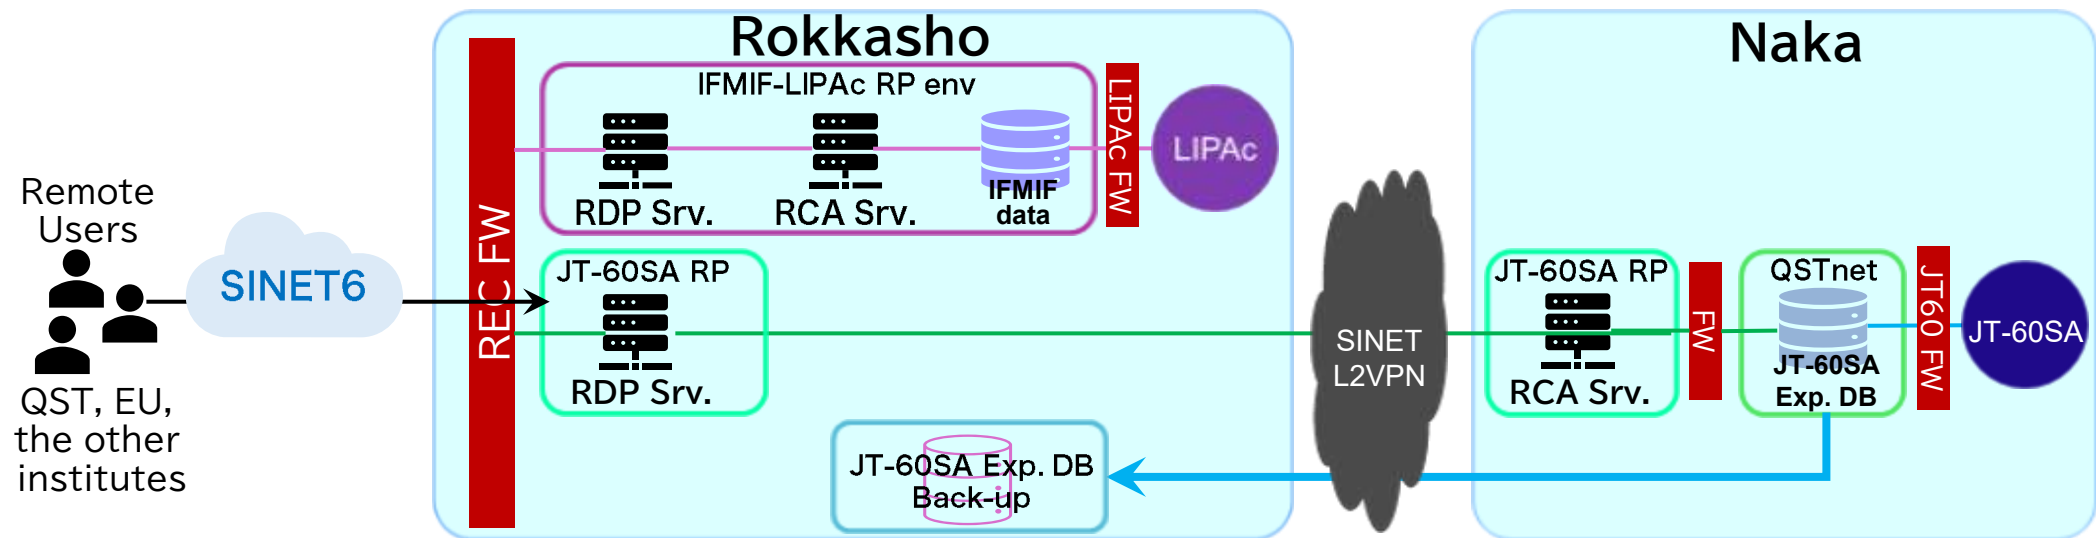 Rokkasho
Naka
IFMIF-LIPAc RP env
RDP Srv.
RCA Srv.
IFMIF
data
LIPAc FW
LIPAc
Remote
Users
SINET6
REC FW
QST, EU,
the other
institutes
JT-60SA RP
RDP Srv.
SINET
L2VPN
JT-60SA RP
RCA Srv.
FW
QSTnet
JT-60SA
Exp. DB
JT60 FW
JT-60SA
JT-60SA Exp. DB
Back-up